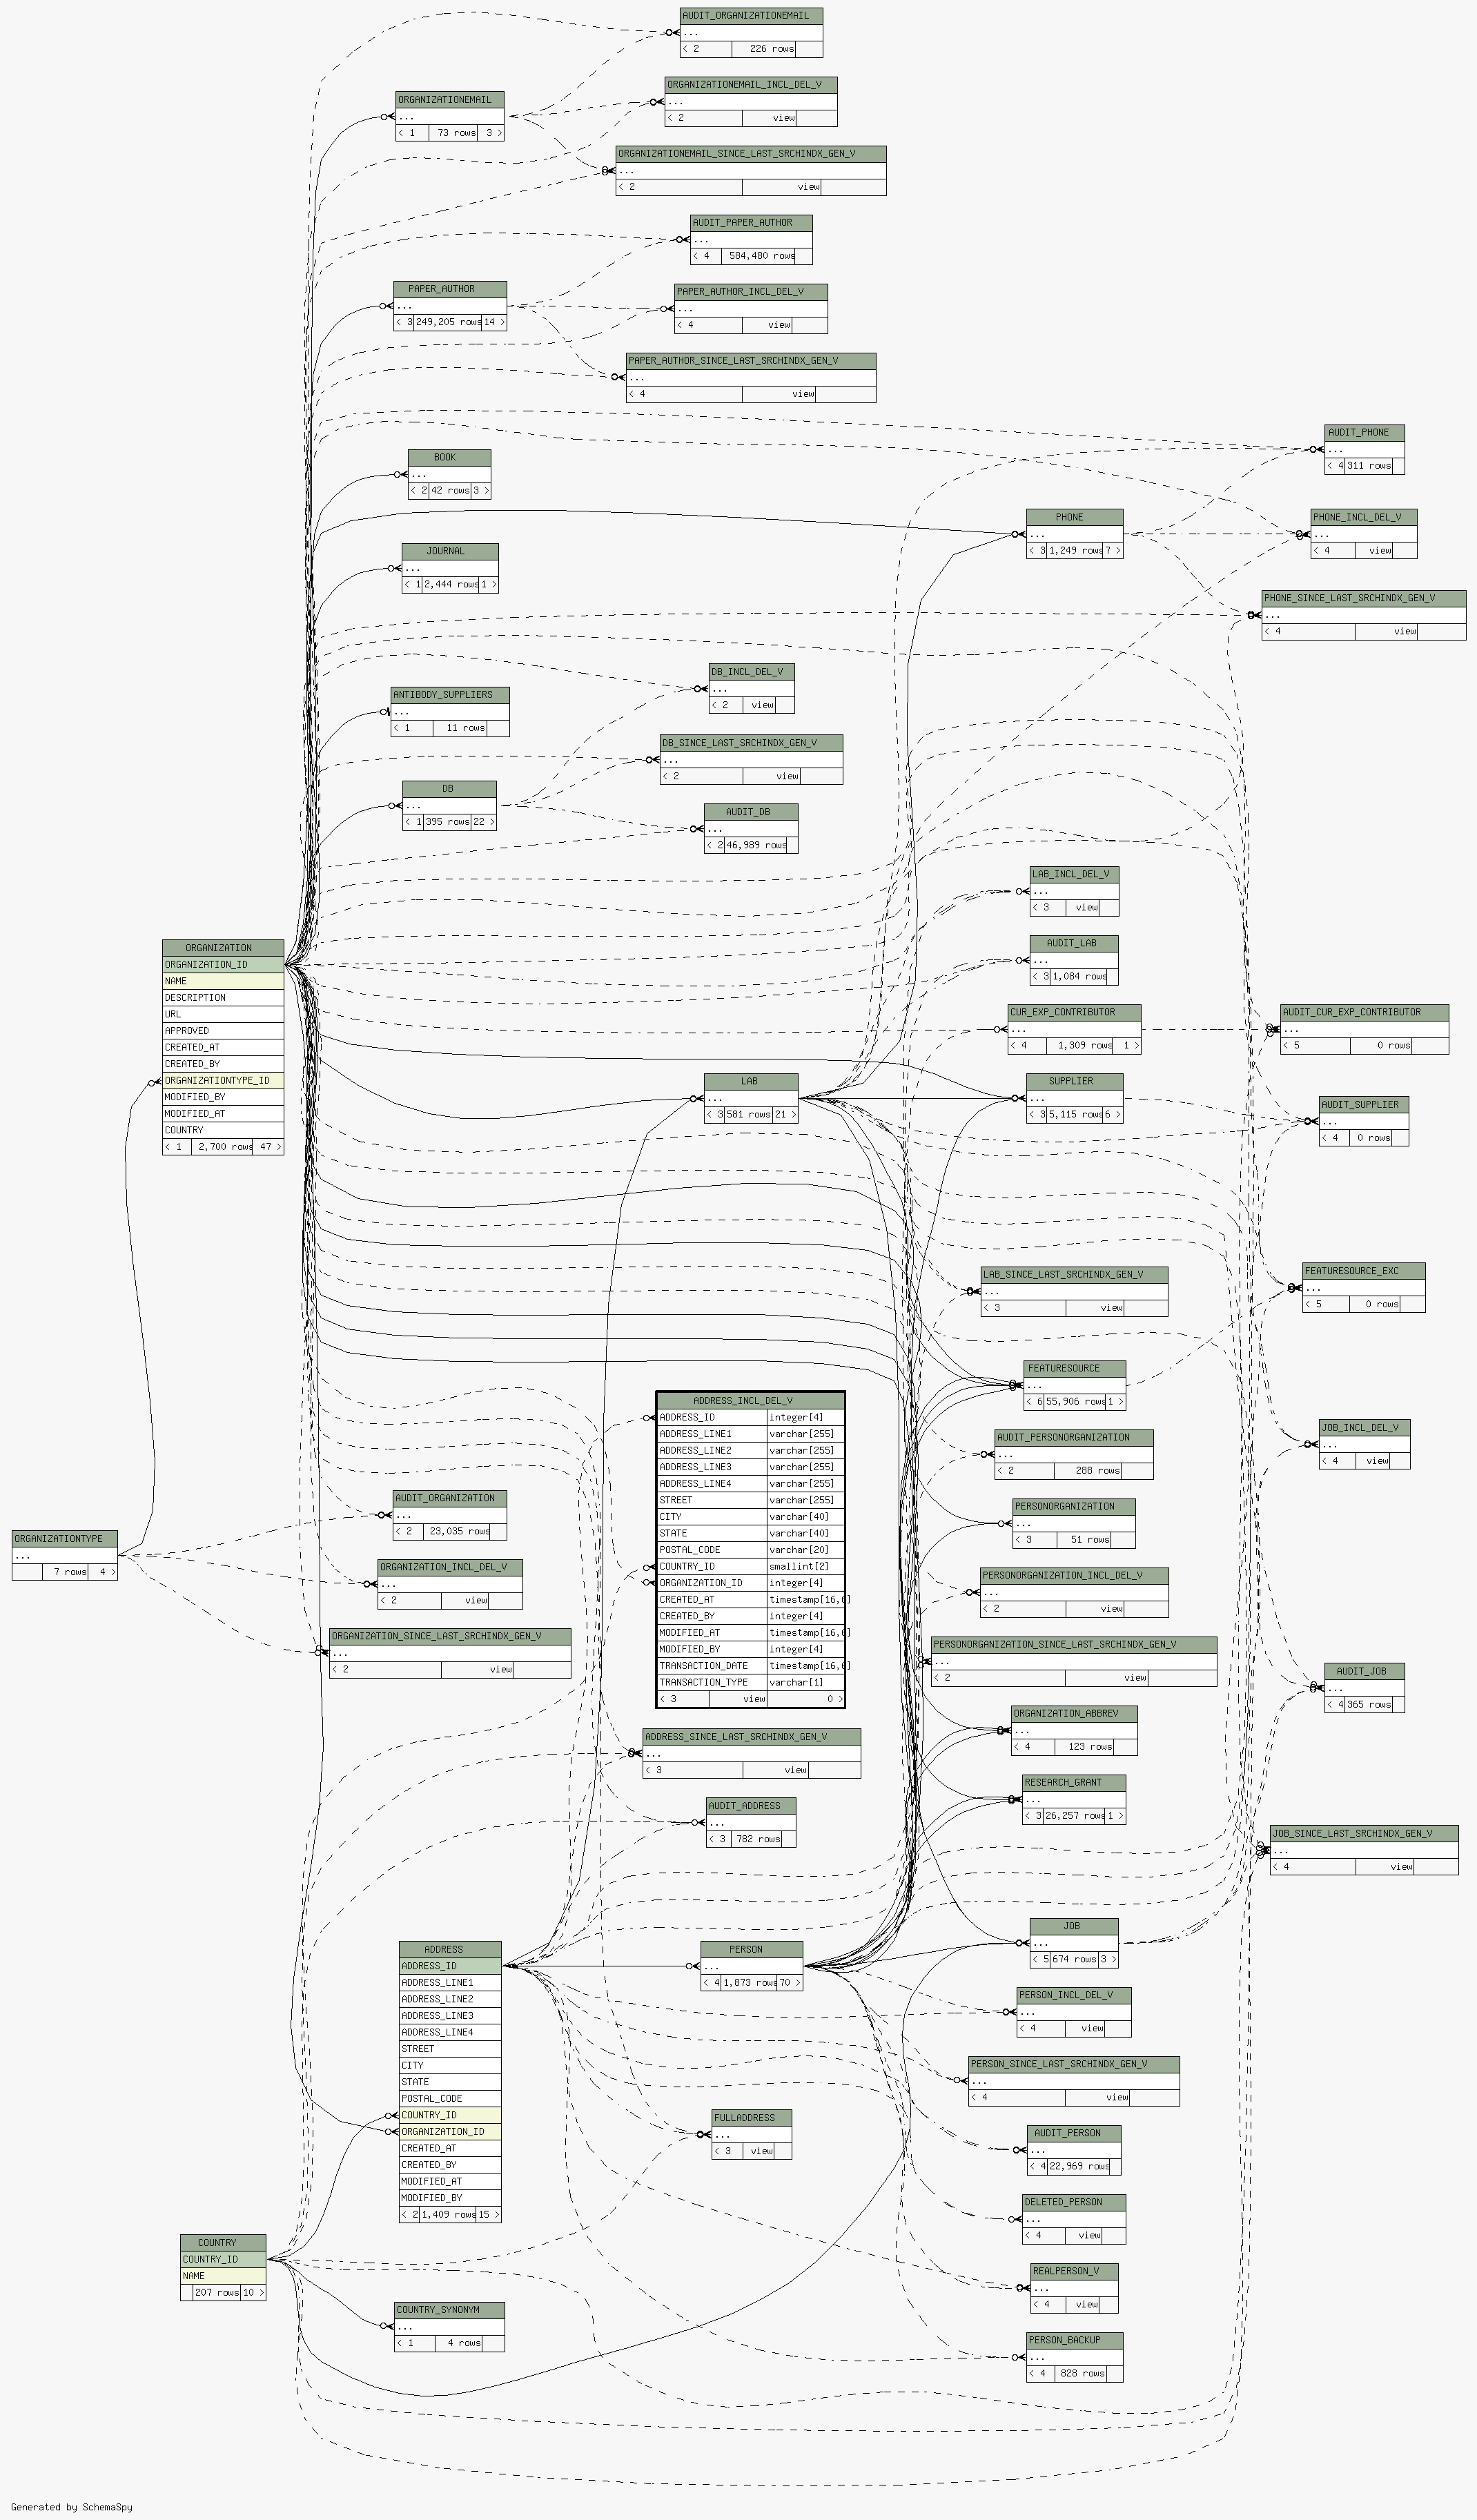 AUDIT_ORGANIZATIONEMAIL
...
< 2 226 rows
ORGANIZATIONEMAIL_INCL_DEL_V
...
< 2 view
ORGANIZATIONEMAIL
...
< 1 73 rows 3 >
ORGANIZATIONEMAIL_SINCE_LAST_SRCHINDX_GEN_V
...
< 2 view
AUDIT_PAPER_AUTHOR
...
< 4 584,480 rows
PAPER_AUTHOR
...
< 3 249,205 rows 14 >
PAPER_AUTHOR_INCL_DEL_V
...
< 4 view
PAPER_AUTHOR_SINCE_LAST_SRCHINDX_GEN_V
...
< 4 view
AUDIT_PHONE
...
< 4 311 rows
BOOK
...
< 2 42 rows 3 >
PHONE
...
< 3 1,249 rows 7 >
PHONE_INCL_DEL_V
...
< 4 view
JOURNAL
...
< 1 2,444 rows 1 >
PHONE_SINCE_LAST_SRCHINDX_GEN_V
...
< 4 view
DB_INCL_DEL_V
...
< 2 view
ANTIBODY_SUPPLIERS
...
< 1 11 rows
DB_SINCE_LAST_SRCHINDX_GEN_V
...
< 2 view
DB
...
< 1 395 rows 22 >
AUDIT_DB
...
< 2 46,989 rows
LAB_INCL_DEL_V
...
< 3 view
AUDIT_LAB
...
< 3 1,084 rows
ORGANIZATION
ORGANIZATION_ID
NAME
DESCRIPTION
URL
APPROVED
CREATED_AT
CREATED_BY
ORGANIZATIONTYPE_ID
MODIFIED_BY
MODIFIED_AT
COUNTRY
< 1 2,700 rows 47 >
CUR_EXP_CONTRIBUTOR
...
< 4 1,309 rows 1 >
AUDIT_CUR_EXP_CONTRIBUTOR
...
< 5 0 rows
LAB
...
< 3 581 rows 21 >
SUPPLIER
...
< 3 5,115 rows 6 >
AUDIT_SUPPLIER
...
< 4 0 rows
LAB_SINCE_LAST_SRCHINDX_GEN_V
...
< 3 view
FEATURESOURCE_EXC
...
< 5 0 rows
FEATURESOURCE
...
< 6 55,906 rows 1 >
ADDRESS_INCL_DEL_V
ADDRESS_ID integer[4]
ADDRESS_LINE1 varchar[255]
ADDRESS_LINE2 varchar[255]
ADDRESS_LINE3 varchar[255]
ADDRESS_LINE4 varchar[255]
STREET varchar[255]
CITY varchar[40]
STATE varchar[40]
POSTAL_CODE varchar[20]
COUNTRY_ID smallint[2]
ORGANIZATION_ID integer[4]
CREATED_AT timestamp[16,6]
CREATED_BY integer[4]
MODIFIED_AT timestamp[16,6]
MODIFIED_BY integer[4]
TRANSACTION_DATE timestamp[16,6]
TRANSACTION_TYPE varchar[1]
< 3 view 0 >
AUDIT_PERSONORGANIZATION
...
< 2 288 rows
JOB_INCL_DEL_V
...
< 4 view
AUDIT_ORGANIZATION
...
< 2 23,035 rows
PERSONORGANIZATION
...
< 3 51 rows
ORGANIZATIONTYPE
...
7 rows 4 >
ORGANIZATION_INCL_DEL_V
...
< 2 view
PERSONORGANIZATION_INCL_DEL_V
...
< 2 view
ORGANIZATION_SINCE_LAST_SRCHINDX_GEN_V
...
< 2 view
PERSONORGANIZATION_SINCE_LAST_SRCHINDX_GEN_V
...
< 2 view
AUDIT_JOB
...
< 4 365 rows
ORGANIZATION_ABBREV
...
< 4 123 rows
ADDRESS_SINCE_LAST_SRCHINDX_GEN_V
...
< 3 view
RESEARCH_GRANT
...
< 3 26,257 rows 1 >
AUDIT_ADDRESS
...
< 3 782 rows
JOB_SINCE_LAST_SRCHINDX_GEN_V
...
< 4 view
JOB
...
< 5 674 rows 3 >
ADDRESS
ADDRESS_ID
ADDRESS_LINE1
ADDRESS_LINE2
ADDRESS_LINE3
ADDRESS_LINE4
STREET
CITY
STATE
POSTAL_CODE
COUNTRY_ID
ORGANIZATION_ID
CREATED_AT
CREATED_BY
MODIFIED_AT
MODIFIED_BY
< 2 1,409 rows 15 >
PERSON
...
< 4 1,873 rows 70 >
PERSON_INCL_DEL_V
...
< 4 view
PERSON_SINCE_LAST_SRCHINDX_GEN_V
...
< 4 view
FULLADDRESS
...
< 3 view
AUDIT_PERSON
...
< 4 22,969 rows
DELETED_PERSON
...
< 4 view
COUNTRY
COUNTRY_ID
NAME
207 rows 10 >
REALPERSON_V
...
< 4 view
COUNTRY_SYNONYM
...
< 1 4 rows
PERSON_BACKUP
...
< 4 828 rows
Generated by SchemaSpy